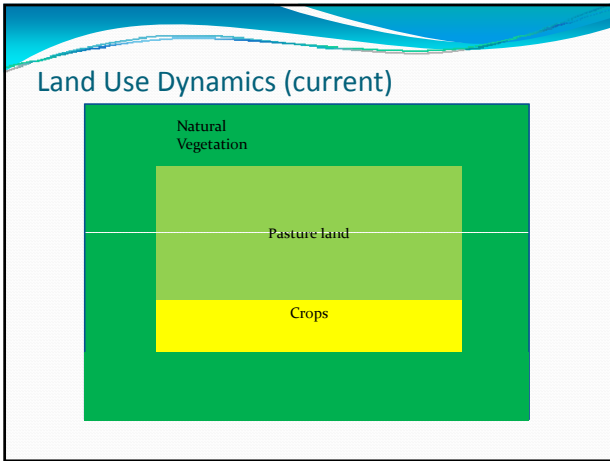 Land Use Dynamics (current)
Natural
Vegetation
Pasture land
Crops